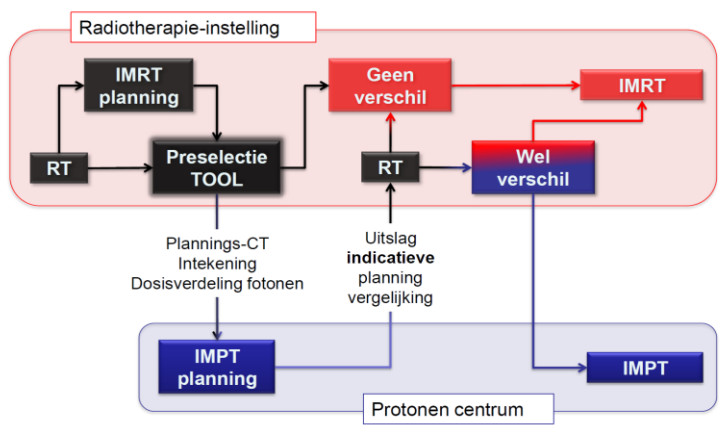 Radiotherapie-instelling
IMRT
planning
Geen
verschil
IMRT
RT
Preselectie
TOOL
RT
Wel
verschil
Plannings-CT
Intekening
Dosisverdeling fotonen
Uitslag
indicatieve
planning
vergelijking
IMPT
planning
IMPT
Protonen centrum